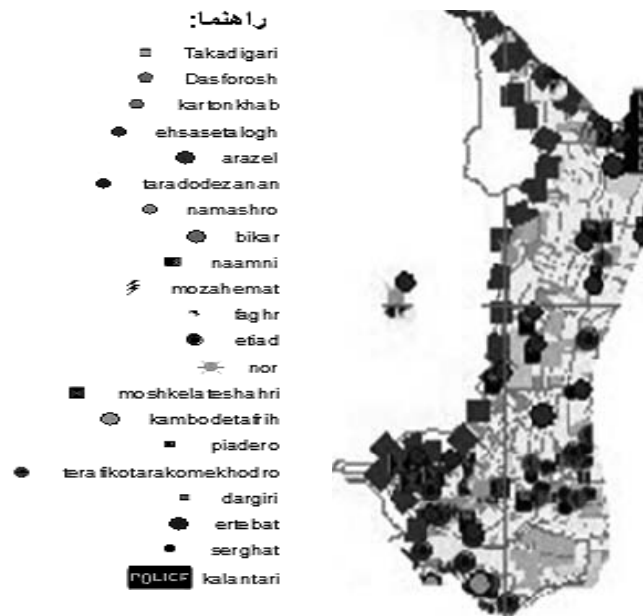 راهنما:
Takadigari
Dasforosh
kartonkhab
ehsasetalogh
arazel
taradodezanan
namashro
bikar
naamni
mozahemat
faghr
etiad
nor
moshkelateshahri
kambodetafrih
piadero
terafikotarakomekhodro
dargiri
ertebat
serghat
POLICE kalantari